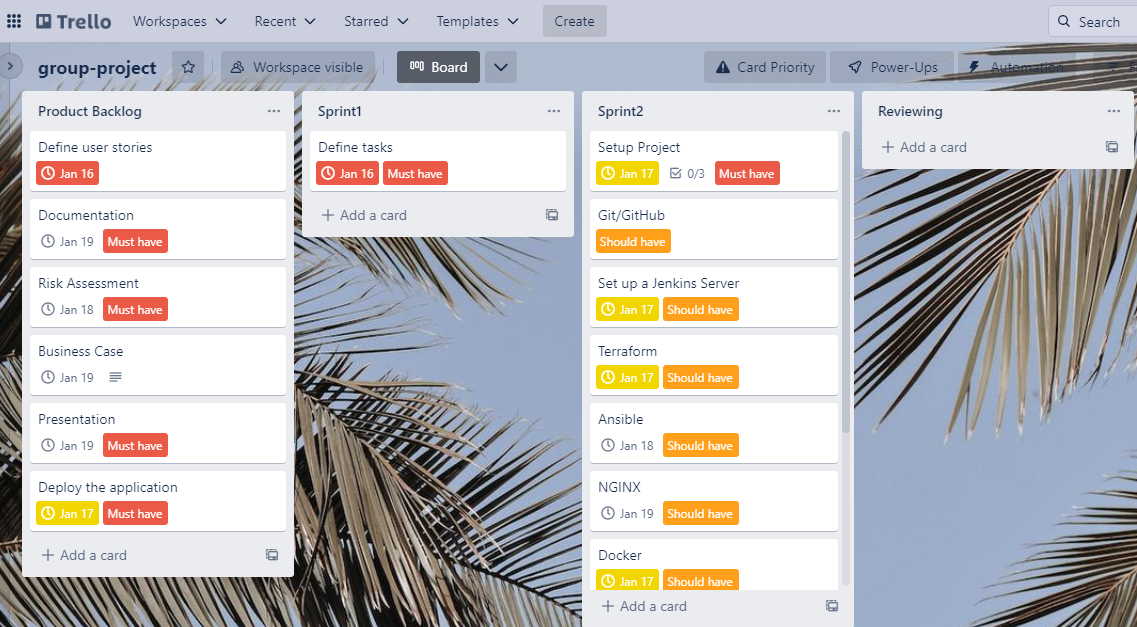 Trello Workspaces Recent Starred Templates Create Search
group-project Workspace visible Board Card Priority Power-Ups Automation
Product Backlog
Define user stories
Jan 16
Documentation
Jan 19 Must have
Risk Assessment
Jan 18 Must have
Business Case
Jan 19
Presentation
Jan 19 Must have
Deploy the application
Jan 17 Must have
+ Add a card
Sprint1
Define tasks
Jan 16 Must have
+ Add a card
Sprint2
Setup Project
Jan 17 0/3 Must have
Git/GitHub
Should have
Set up a Jenkins Server
Jan 17 Should have
Terraform
Jan 17 Should have
Ansible
Jan 18 Should have
NGINX
Jan 19 Should have
Docker
Jan 17 Should have
+ Add a card
Reviewing
+ Add a card